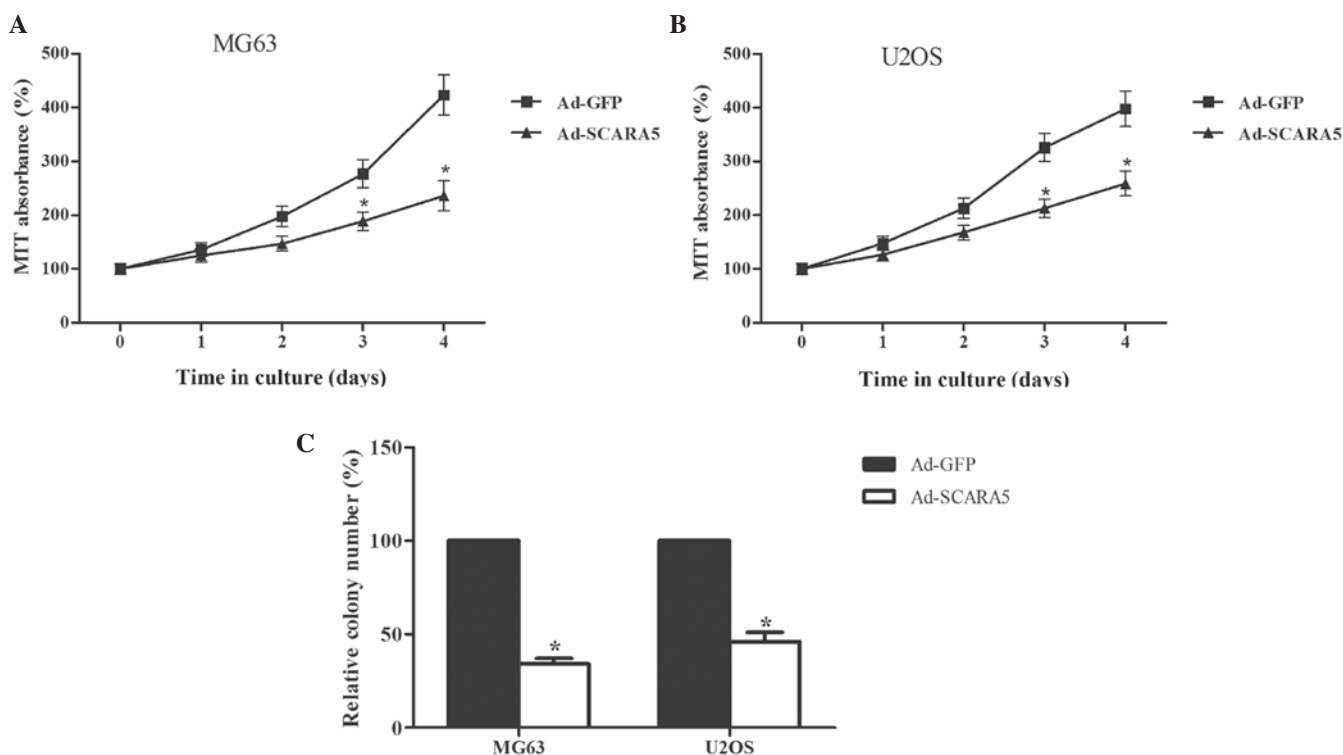 A
MG63
500
400
300
200
100
0
MTT absorbance (%)
0 1 2 3 4
Time in culture (days)
* *
Ad-GFP
Ad-SCARA5
B
U2OS
500
400
300
200
100
0
MTT absorbance (%)
0 1 2 3 4
Time in culture (days)
* *
Ad-GFP
Ad-SCARA5
C
150
100
50
0
Relative colony number (%)
* *
MG63 U2OS
Ad-GFP
Ad-SCARA5